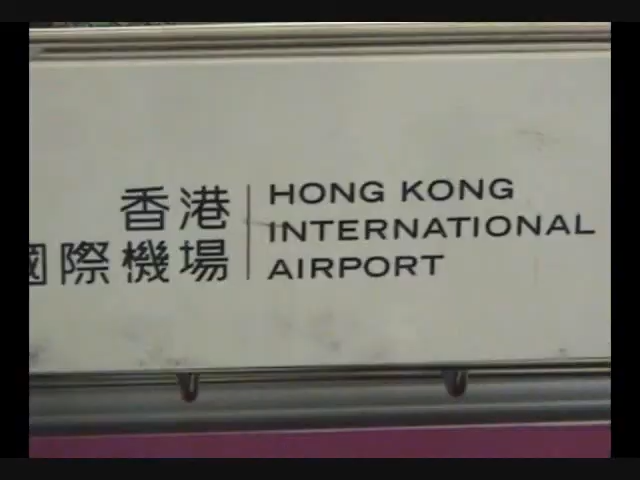 香港
國際機場
HONG KONG
INTERNATIONAL
AIRPORT